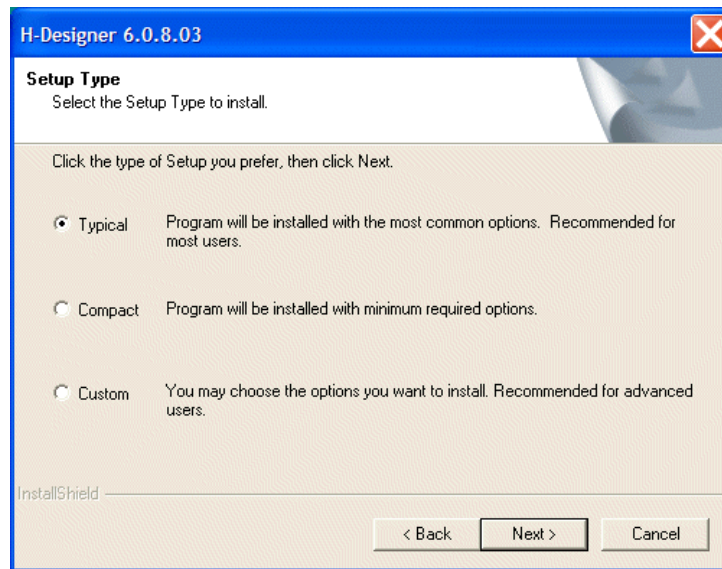 H-Designer 6.0.8.03
Setup Type
Select the Setup Type to install.
Click the type of Setup you prefer, then click Next.
Typical Program will be installed with the most common options. Recommended for
most users.
Compact Program will be installed with minimum required options.
Custom You may choose the options you want to install. Recommended for advanced
users.
InstallShield
< Back Next > Cancel